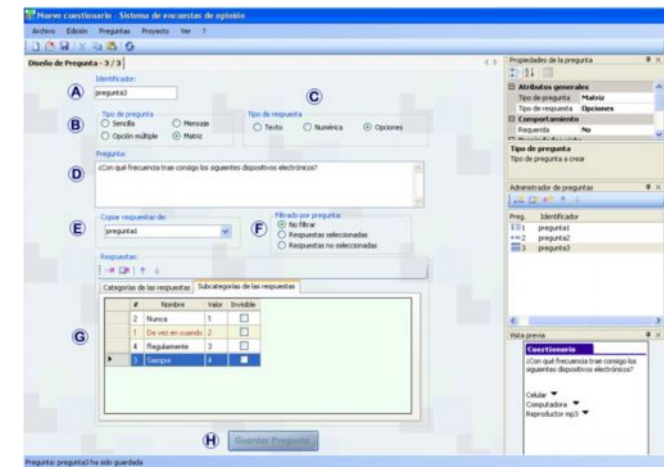 Nuevo cuestionario - Sistema de encuestas de opinión
Archivo Edición Preguntas Proyecto Ver ?
Diseño de Pregunta - 3 / 3
Identificador:
A
pregunta3
B
Tipo de pregunta
Sencilla
Mensaje
Opción múltiple
Matriz
C
Tipo de respuesta
Texto
Numérica
Opciones
Pregunta:
D
¿Con qué frecuencia trae consigo los siguientes dispositivos electrónicos?
E
Copiar respuestas de:
pregunta1
F
Filtrado por pregunta:
No filtrar
Respuestas seleccionadas
Respuestas no seleccionadas
Respuestas:
Categorías de las respuestas
Subcategorías de las respuestas
G
# Nombre Valor Invisible
2 Nunca 1
1 De vez en cuando 2
4 Regularmente 3
3 Siempre 4
H
Guardar Pregunta
Pregunta: pregunta3 ha sido guardada
Propiedades de la pregunta
Atributos generales
Tipo de pregunta Matriz
Tipo de respuesta Opciones
Comportamiento
Requerida No
Tipo de pregunta
Tipo de pregunta a crear
Administrador de preguntas
Preg. Identificador
1 pregunta1
2 pregunta2
3 pregunta3
Vista previa
Cuestionario
¿Con qué frecuencia trae consigo los
siguientes dispositivos electrónicos?
Celular
Computadora
Reproductor mp3